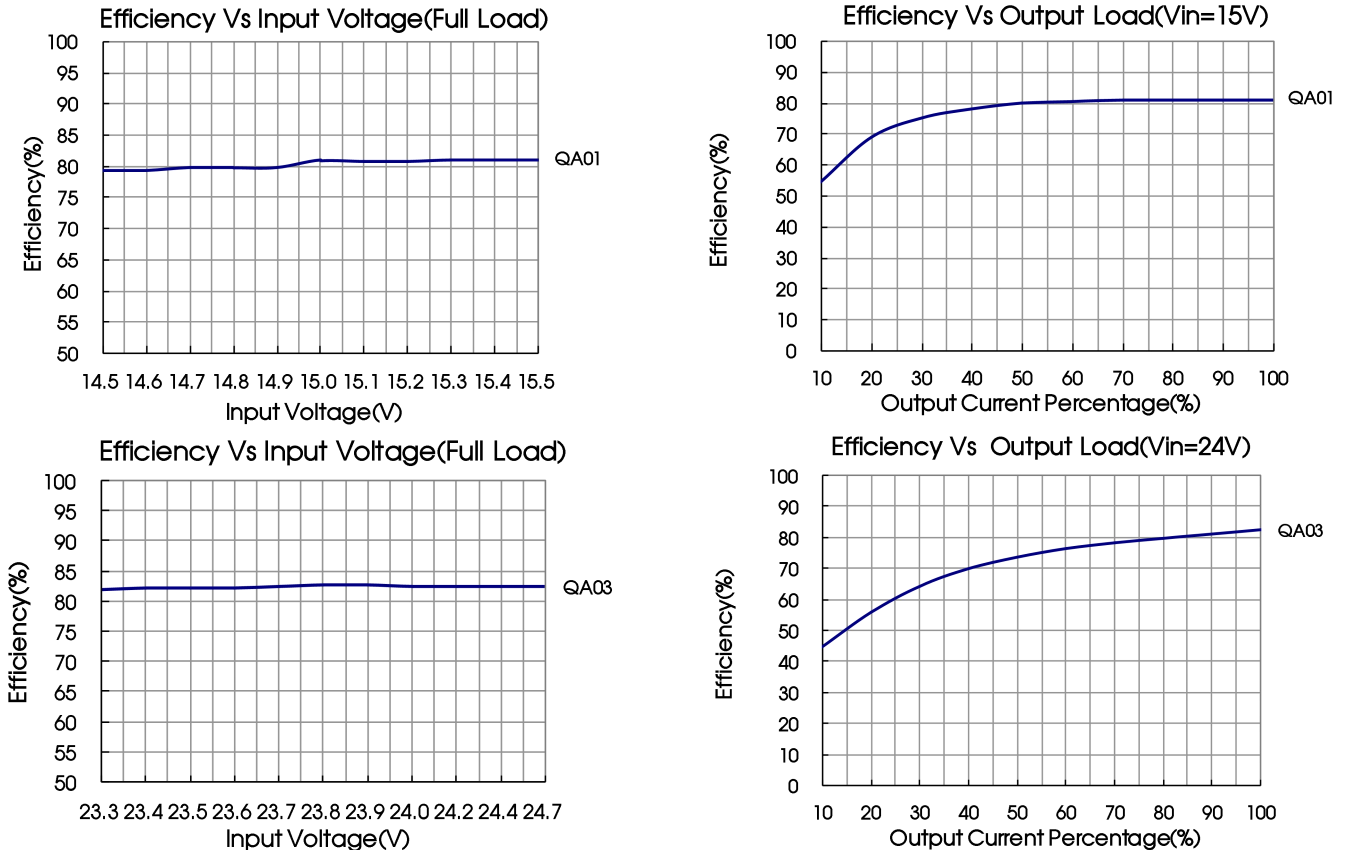 Efficiency Vs Input Voltage(Full Load)
100
95
90
85
80
75
70
65
60
55
50
Efficiency(%)
QA01
14.5 14.6 14.7 14.8 14.9 15.0 15.1 15.2 15.3 15.4 15.5
Input Voltage(V)
Efficiency Vs Output Load(Vin=15V)
100
90
80
70
60
50
40
30
20
10
0
Efficiency(%)
QA01
10 20 30 40 50 60 70 80 90 100
Output Current Percentage(%)
Efficiency Vs Input Voltage(Full Load)
100
95
90
85
80
75
70
65
60
55
50
Efficiency(%)
QA03
23.3 23.4 23.5 23.6 23.7 23.8 23.9 24.0 24.2 24.4 24.7
Input Voltage(V)
Efficiency Vs Output Load(Vin=24V)
100
90
80
70
60
50
40
30
20
10
0
Efficiency(%)
QA03
10 20 30 40 50 60 70 80 90 100
Output Current Percentage(%)